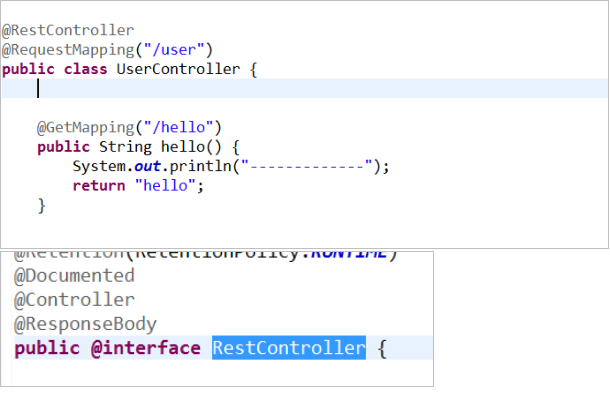 @RestController
@RequestMapping("/user")
public class UserController {
@GetMapping("/hello")
public String hello() {
System.out.println("-------------");
return "hello";
}
@Retention(RetentionPolicy.RUNTIME)
@Documented
@Controller
@ResponseBody
public @interface RestController {